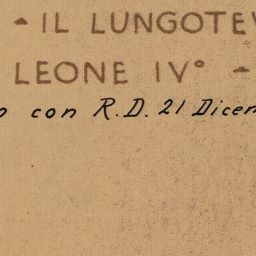 - IL LUNGOTEV
LEONE IV° -
o con R.D. 21 Dicem